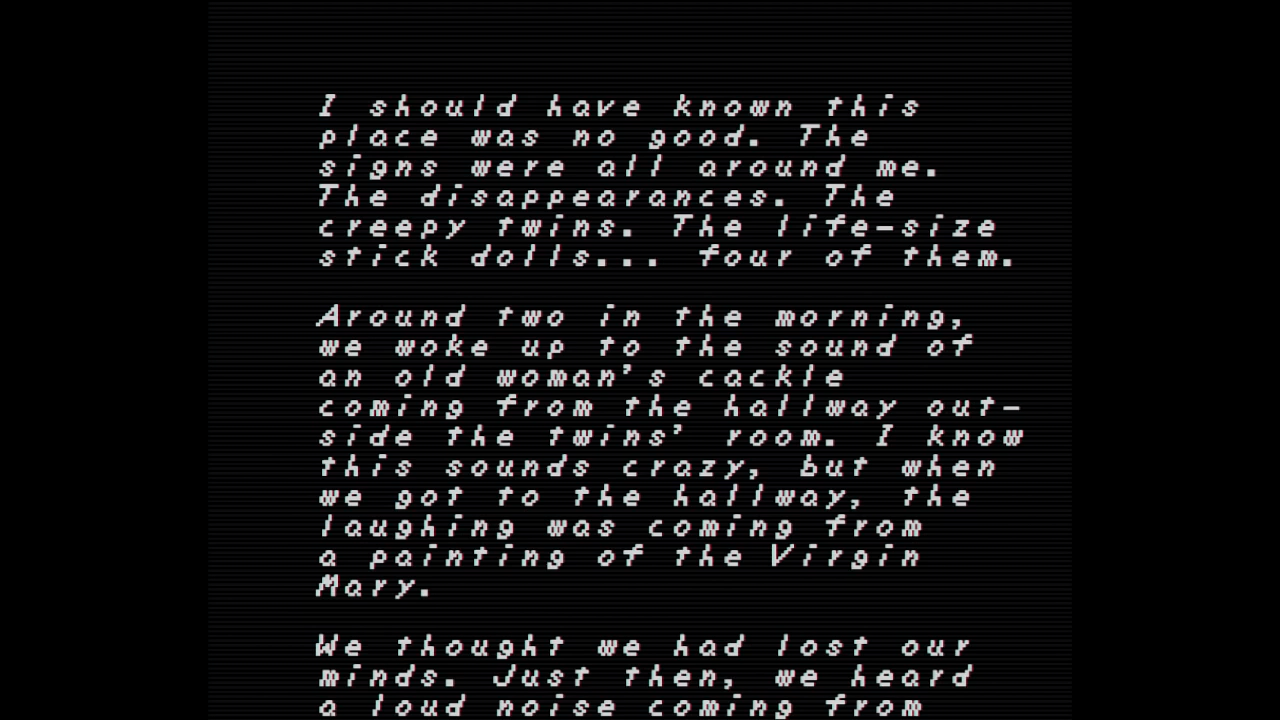 I should have known this
place was no good. The
signs were all around me.
The disappearances. The
creepy twins. The life-size
stick dolls... four of them.
Around two in the morning,
we woke up to the sound of
an old woman's cackle
coming from the hallway out-
side the twins' room. I know
this sounds crazy, but when
we got to the hallway, the
laughing was coming from
a painting of the Virgin
Mary.
We thought we had lost our
minds. Just then, we heard
a loud noise coming from